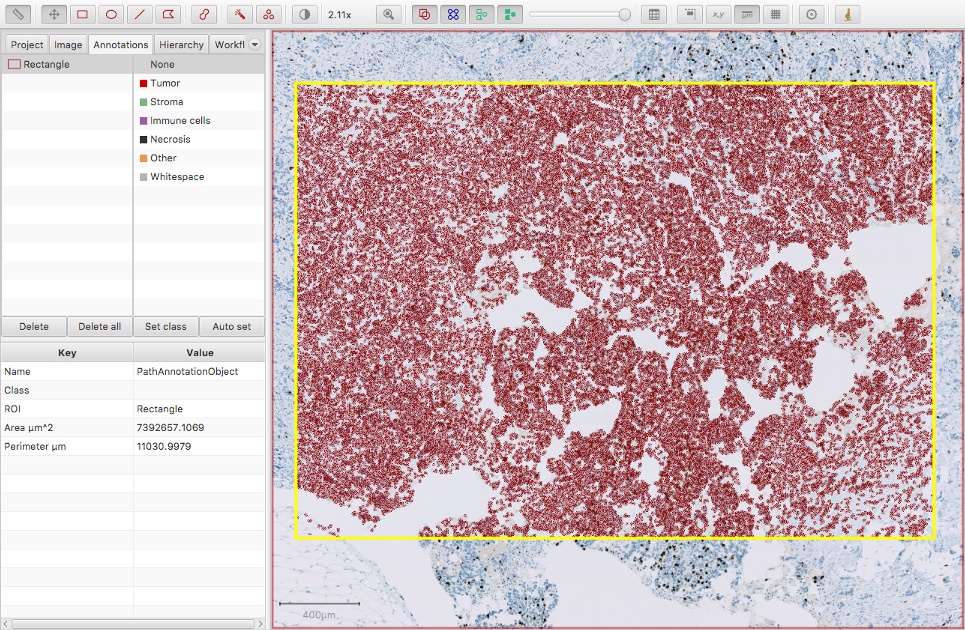 2.11x
x,y
μm
Project Image Annotations Hierarchy Workfl
Rectangle None
Tumor
Stroma
Immune cells
Necrosis
Other
Whitespace
Delete Delete all Set class Auto set
Key Value
Name PathAnnotationObject
Class
ROI Rectangle
Area μm^2 7392657.1069
Perimeter μm 11030.9979
400μm